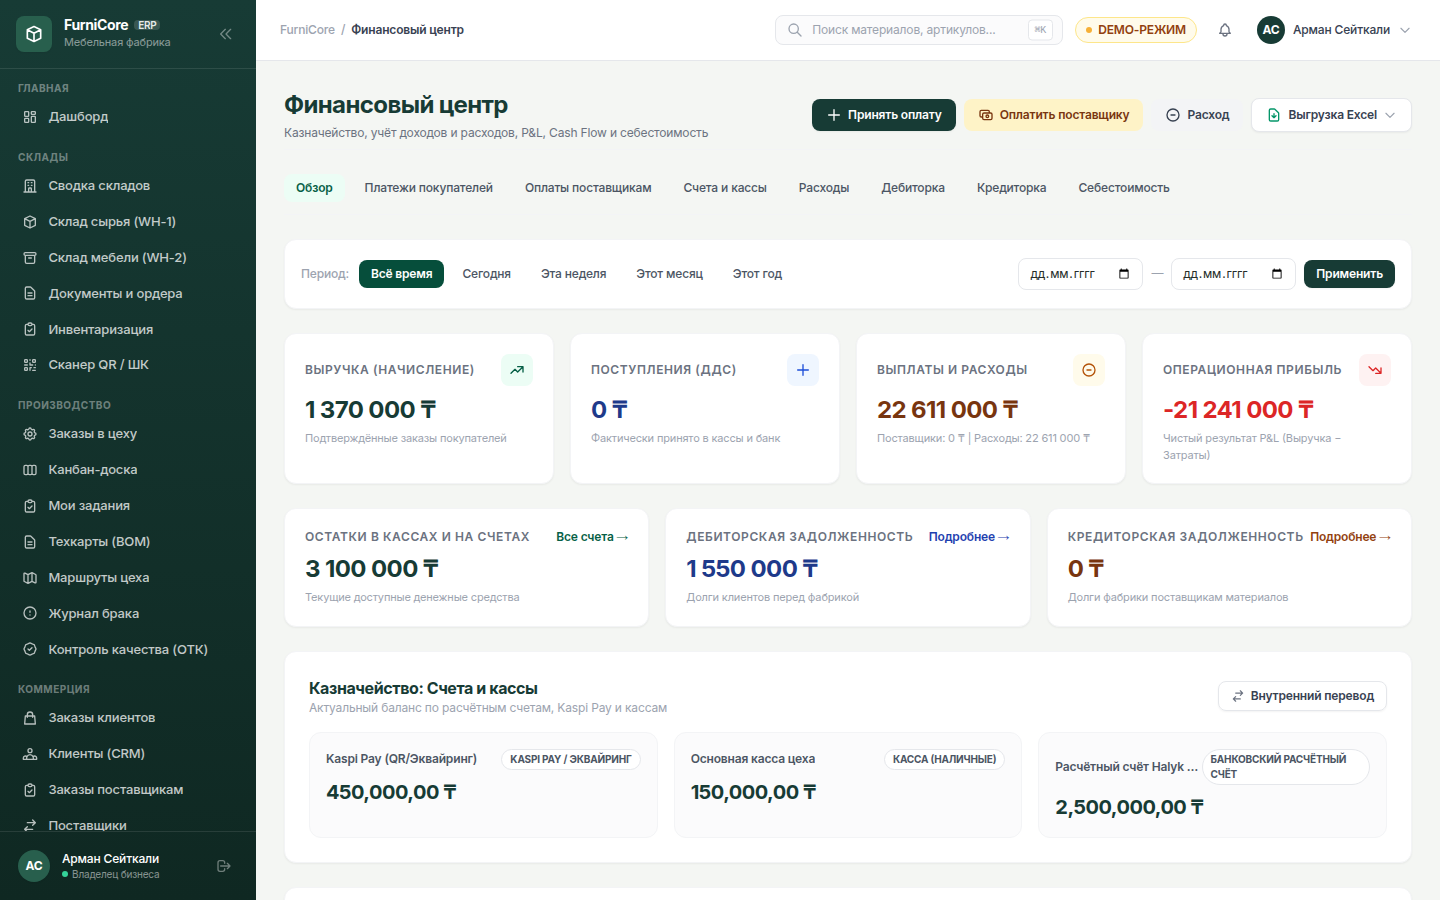 FurniCore ERP
Мебельная фабрика
ГЛАВНАЯ
Дашборд
СКЛАДЫ
Сводка складов
Склад сырья (WH-1)
Склад мебели (WH-2)
Документы и ордера
Инвентаризация
Сканер QR / ШК
ПРОИЗВОДСТВО
Заказы в цеху
Канбан-доска
Мои задания
Техкарты (BOM)
Маршруты цеха
Журнал брака
Контроль качества (ОТК)
КОММЕРЦИЯ
Заказы клиентов
Клиенты (CRM)
Заказы поставщикам
Поставщики
АС Арман Сейткали
Владелец бизнеса
FurniCore / Финансовый центр
Поиск материалов, артикулов... ⌘K
DEMO-РЕЖИМ
АС Арман Сейткали
Финансовый центр
Казначейство, учёт доходов и расходов, P&L, Cash Flow и себестоимость
Принять оплату Оплатить поставщику Расход Выгрузка Excel
Обзор Платежи покупателей Оплаты поставщикам Счета и кассы Расходы Дебиторка Кредиторка Себестоимость
Период: Всё время Сегодня Эта неделя Этот месяц Этот год дд.мм.гггг — дд.мм.гггг Применить
ВЫРУЧКА (НАЧИСЛЕНИЕ)
1 370 000 ₸
Подтверждённые заказы покупателей
ПОСТУПЛЕНИЯ (ДДС)
0 ₸
Фактически принято в кассы и банк
ВЫПЛАТЫ И РАСХОДЫ
22 611 000 ₸
Поставщики: 0 ₸ | Расходы: 22 611 000 ₸
ОПЕРАЦИОННАЯ ПРИБЫЛЬ
-21 241 000 ₸
Чистый результат P&L (Выручка −
Затраты)
ОСТАТКИ В КАССАХ И НА СЧЕТАХ Все счета →
3 100 000 ₸
Текущие доступные денежные средства
ДЕБИТОРСКАЯ ЗАДОЛЖЕННОСТЬ Подробнее →
1 550 000 ₸
Долги клиентов перед фабрикой
КРЕДИТОРСКАЯ ЗАДОЛЖЕННОСТЬ Подробнее →
0 ₸
Долги фабрики поставщикам материалов
Казначейство: Счета и кассы
Актуальный баланс по расчётным счетам, Kaspi Pay и кассам
Внутренний перевод
Kaspi Pay (QR/Эквайринг) KASPI PAY / ЭКВАЙРИНГ
450,000,00 ₸
Основная касса цеха КАССА (НАЛИЧНЫЕ)
150,000,00 ₸
Расчётный счёт Halyk ... БАНКОВСКИЙ РАСЧЁТНЫЙ
СЧЁТ
2,500,000,00 ₸